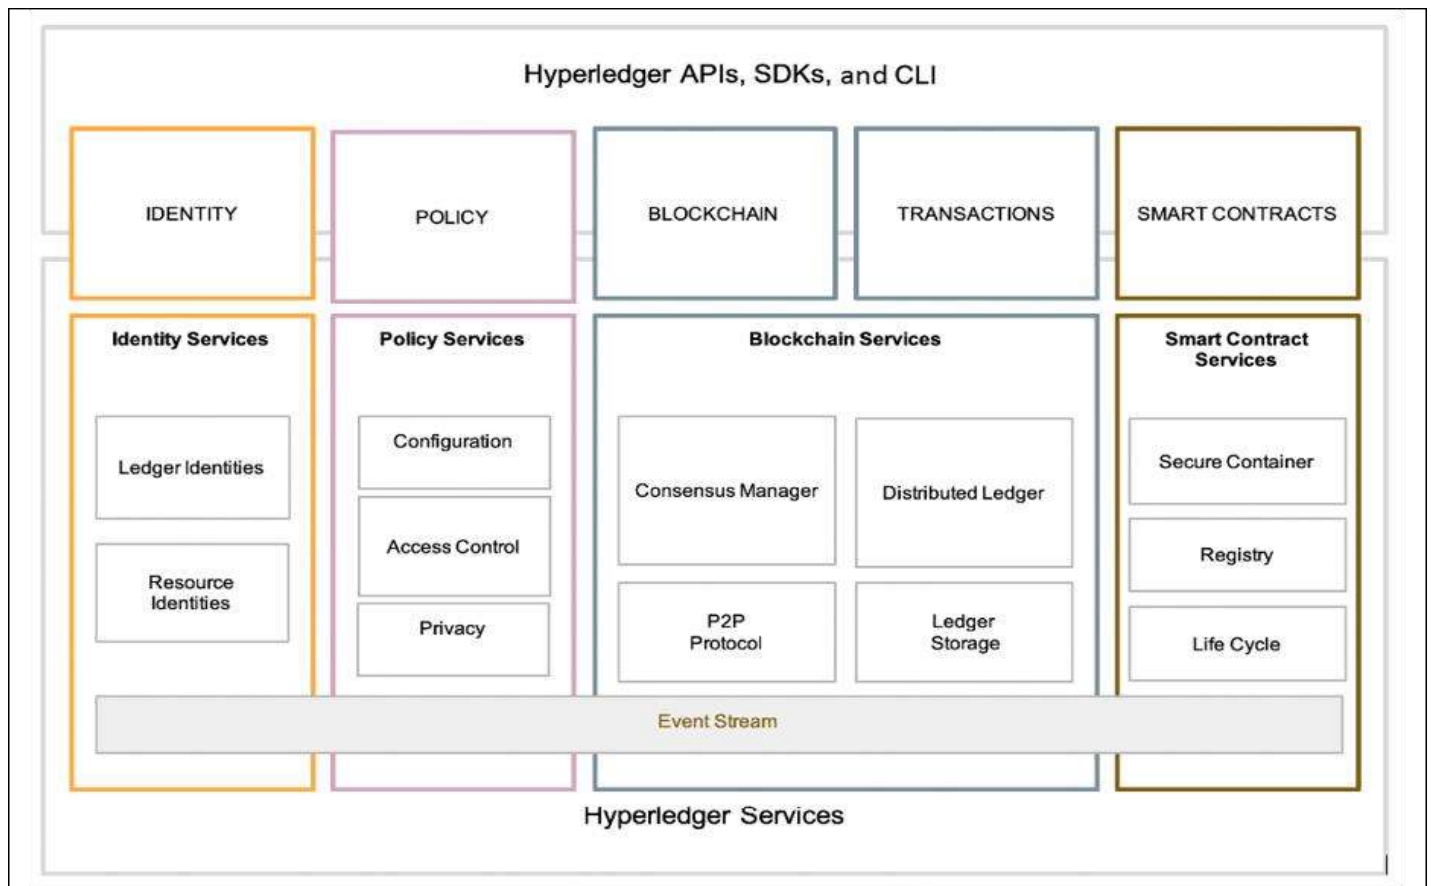 Hyperledger APIs, SDKs, and CLI
IDENTITY
POLICY
BLOCKCHAIN
TRANSACTIONS
SMART CONTRACTS
Identity Services
Ledger Identities
Resource
Identities
Policy Services
Configuration
Access Control
Privacy
Blockchain Services
Consensus Manager
Distributed Ledger
P2P
Protocol
Ledger
Storage
Smart Contract
Services
Secure Container
Registry
Life Cycle
Event Stream
Hyperledger Services